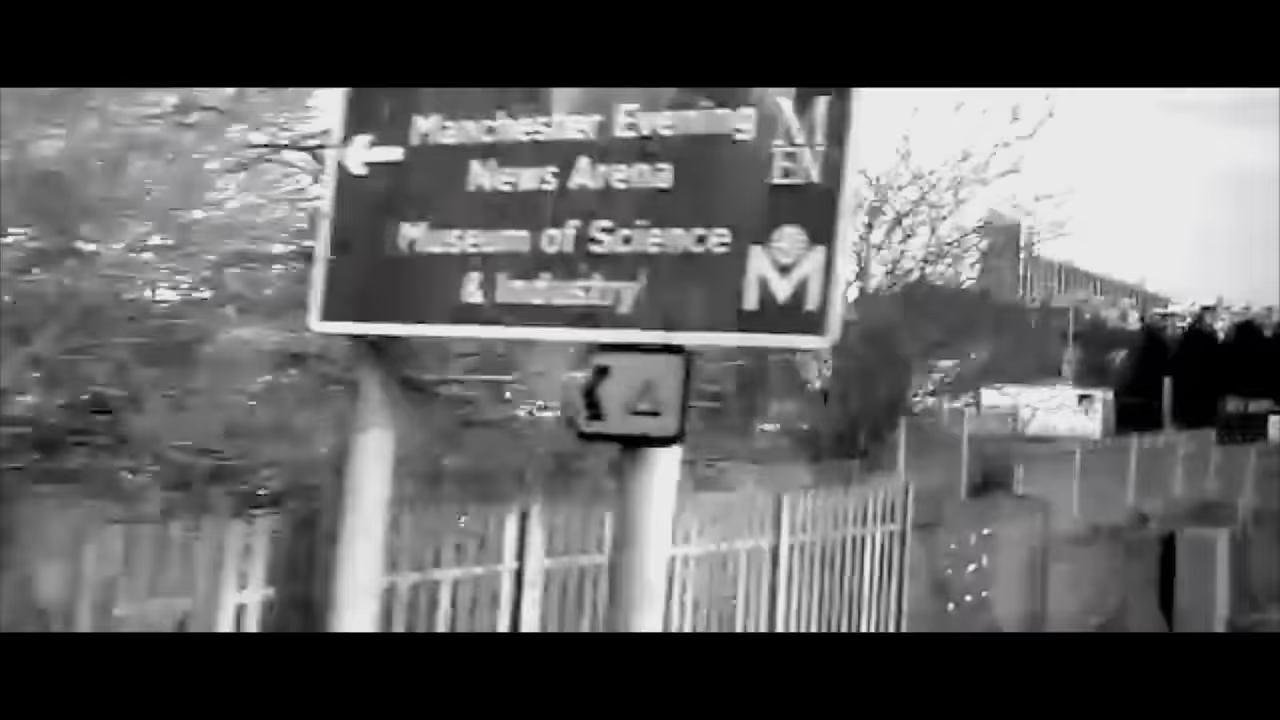 Manchester Evening
News Arena
M
EN
Museum of Science
& Industry
M